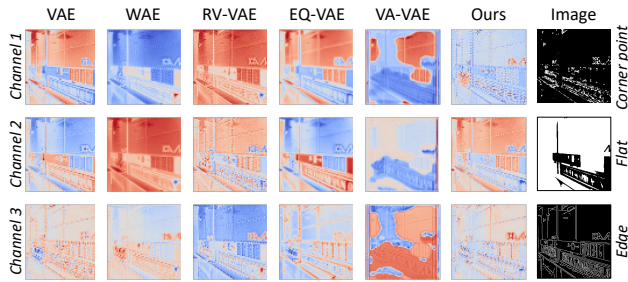 VAE WAE RV-VAE EQ-VAE VA-VAE Ours Image
Channel 1
Corner point
Channel 2
Flat
Channel 3
Edge